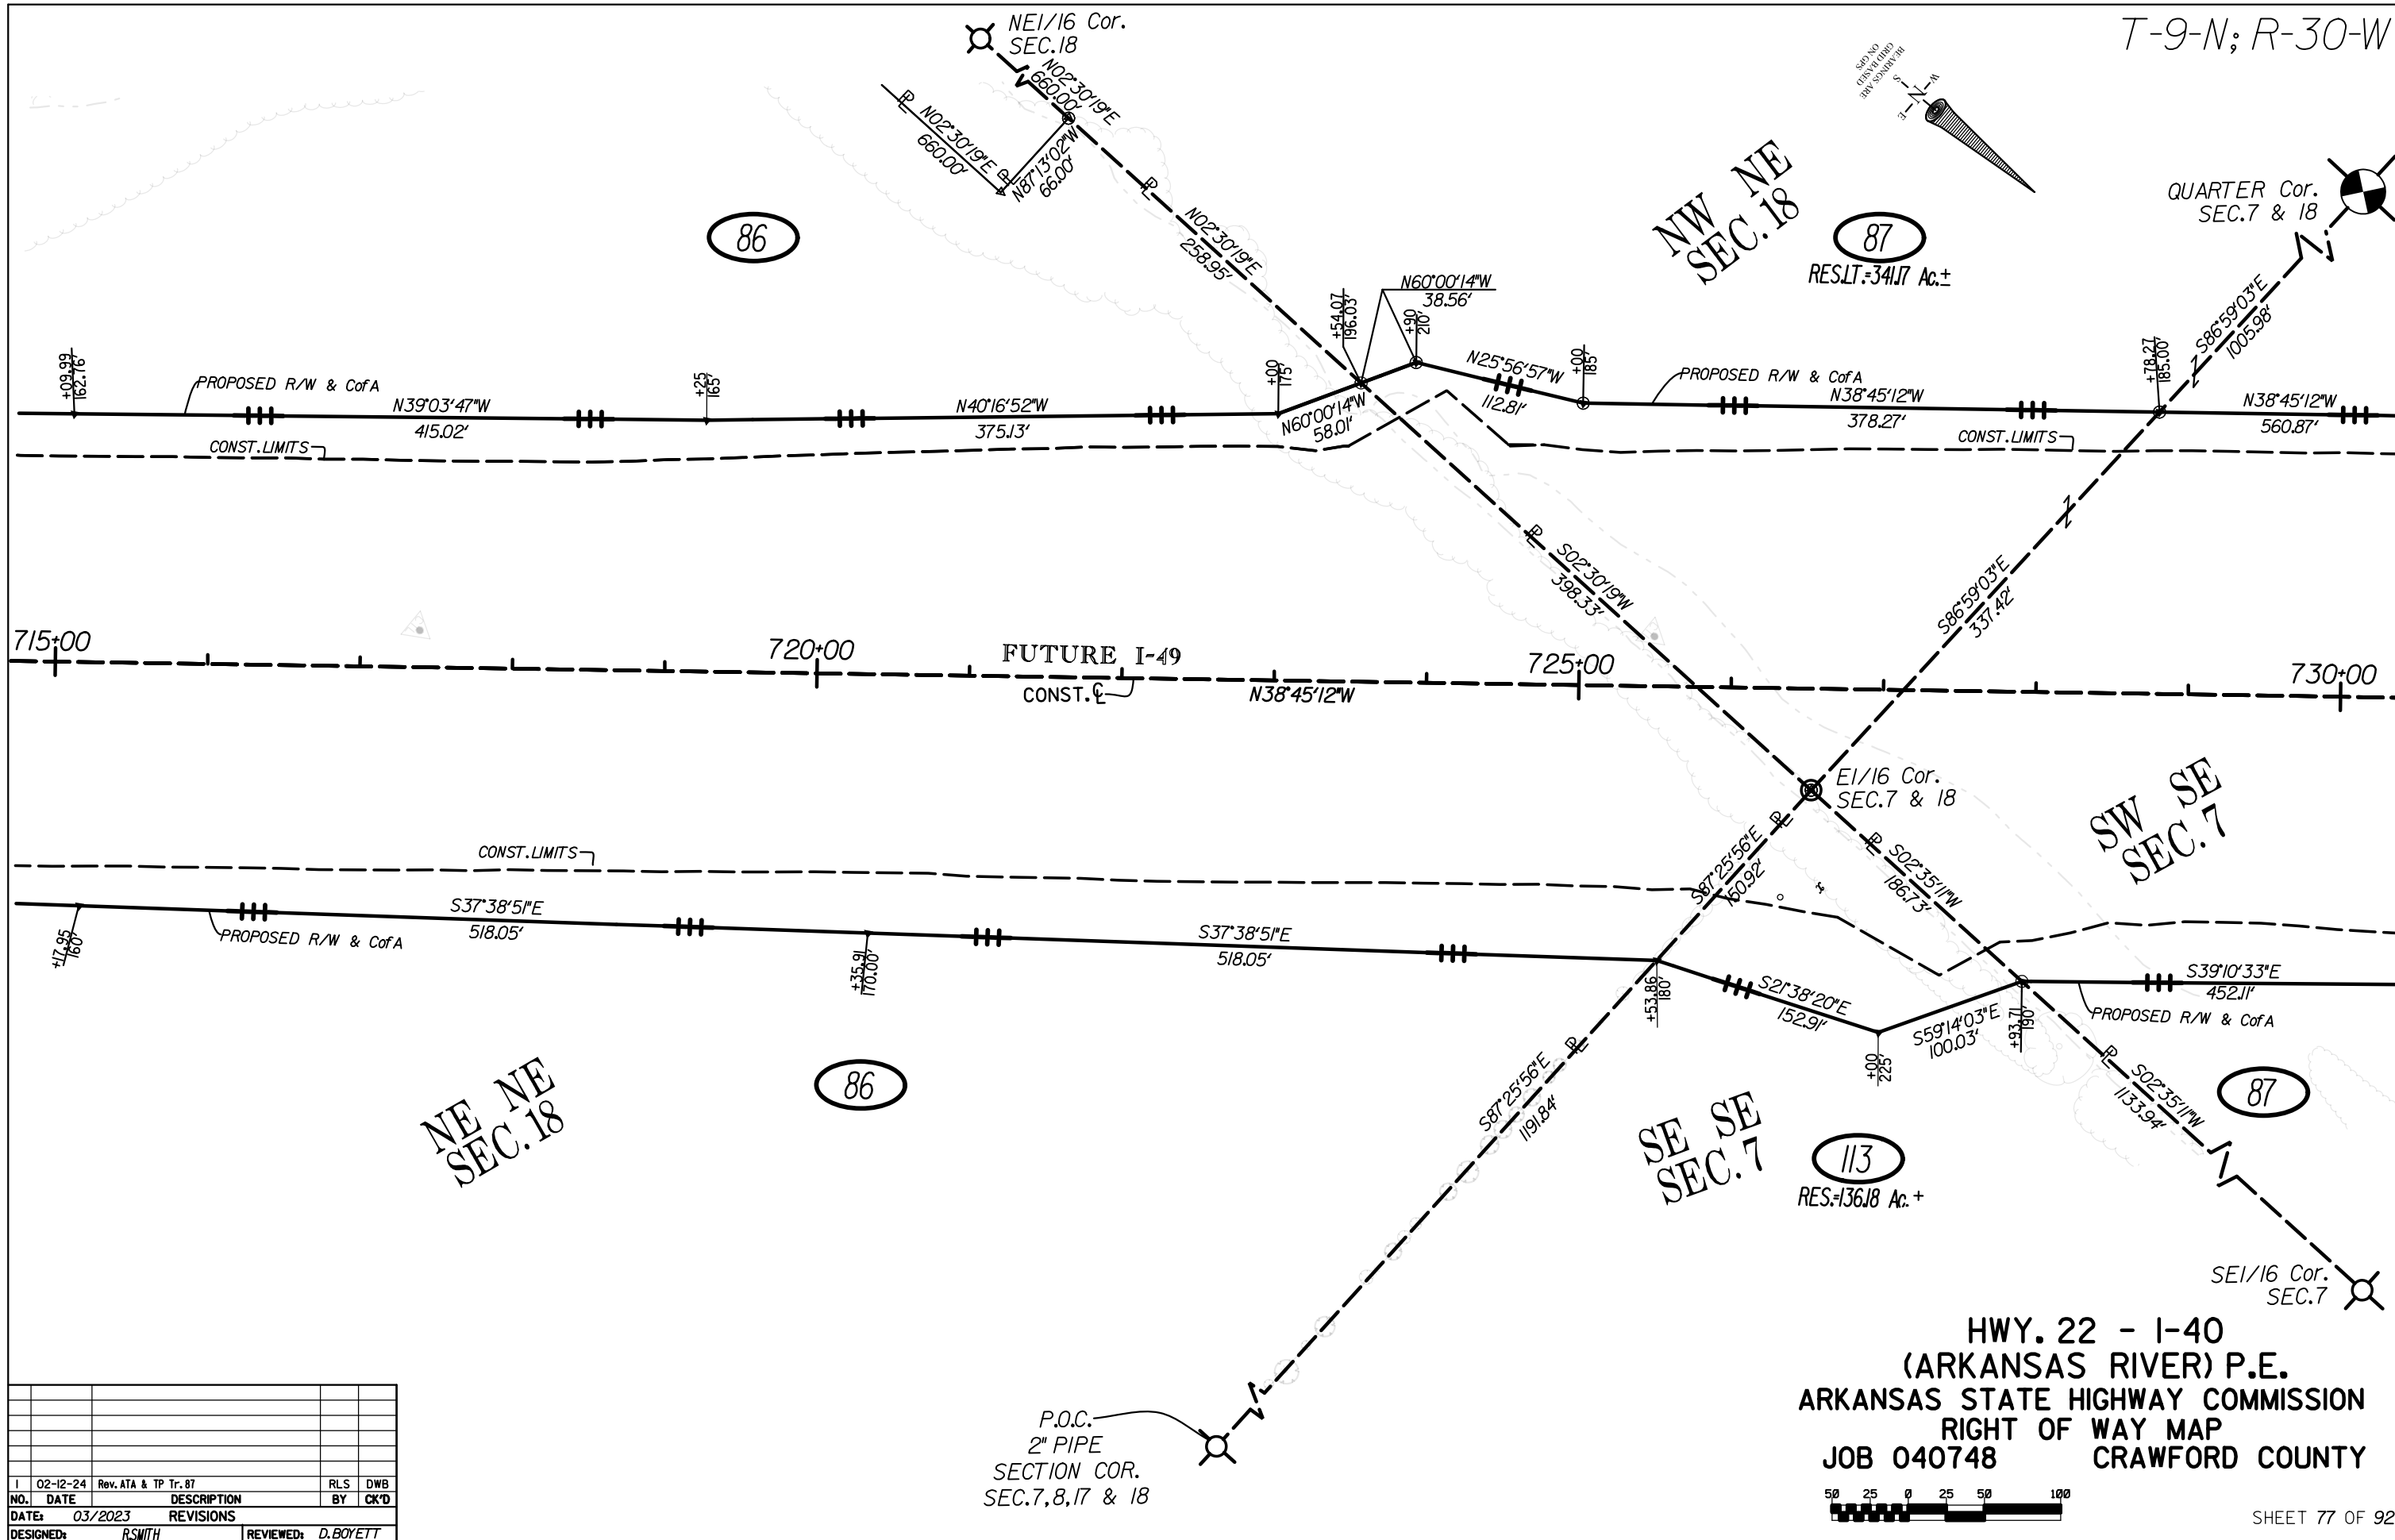 T-9-N; R-30-W
NE1/16 Cor.
SEC.18
N02°30'19"E
660.00'
N02°30'19"E
660.00'
N87°13'02"W
66.00'
BEARINGS ARE
GRID BASED
ON GPS
W
S
N
E
QUARTER Cor.
SEC.7 & 18
NW NE
SEC.18
86
87
RES.LT.=341.17 Ac.±
N02°30'19"E
258.95'
S86°59'03"E
1005.98'
N60°00'14"W
38.56'
+54.07
196.03'
+90
210'
+09.99
162.76'
PROPOSED R/W & CofA
N39°03'47"W
415.02'
+25
165'
N40°16'52"W
375.13'
+00
175'
N60°00'14"W
58.01'
N25°56'57"W
112.81'
+00
185'
PROPOSED R/W & CofA
N38°45'12"W
378.27'
+78.27
185.00'
N38°45'12"W
560.87'
CONST.LIMITS
CONST.LIMITS
S02°30'19"W
398.33'
S86°59'03"E
337.42'
715+00
720+00
FUTURE I-49
725+00
730+00
CONST. ℄
N38°45'12"W
E1/16 Cor.
SEC.7 & 18
SW SE
SEC.7
CONST.LIMITS
S87°25'56"E
150.92'
S02°35'11"W
186.73'
+17.95
160'
PROPOSED R/W & CofA
S37°38'51"E
518.05'
+35.91
170.00'
S37°38'51"E
518.05'
+53.86
180'
S21°38'20"E
152.91'
+00
225'
S59°14'03"E
100.03'
+93.71
190'
S39°10'33"E
452.11'
PROPOSED R/W & CofA
NE NE
SEC.18
86
S87°25'56"E
1191.84'
SE SE
SEC.7
113
RES.=136.18 Ac.±
S02°35'11"W
1133.94'
87
SE1/16 Cor.
SEC.7
P.O.C.
2" PIPE
SECTION COR.
SEC.7,8,17 & 18
HWY. 22 - I-40
(ARKANSAS RIVER) P.E.
ARKANSAS STATE HIGHWAY COMMISSION
RIGHT OF WAY MAP
JOB 040748 CRAWFORD COUNTY
50 25 0 25 50 100
SHEET 77 OF 92
1 02-12-24 Rev. ATA & TP Tr. 87 RLS DWB
NO. DATE DESCRIPTION BY CK'D
DATE: 03/2023 REVISIONS
DESIGNED: R.SMITH REVIEWED: D.BOYETT